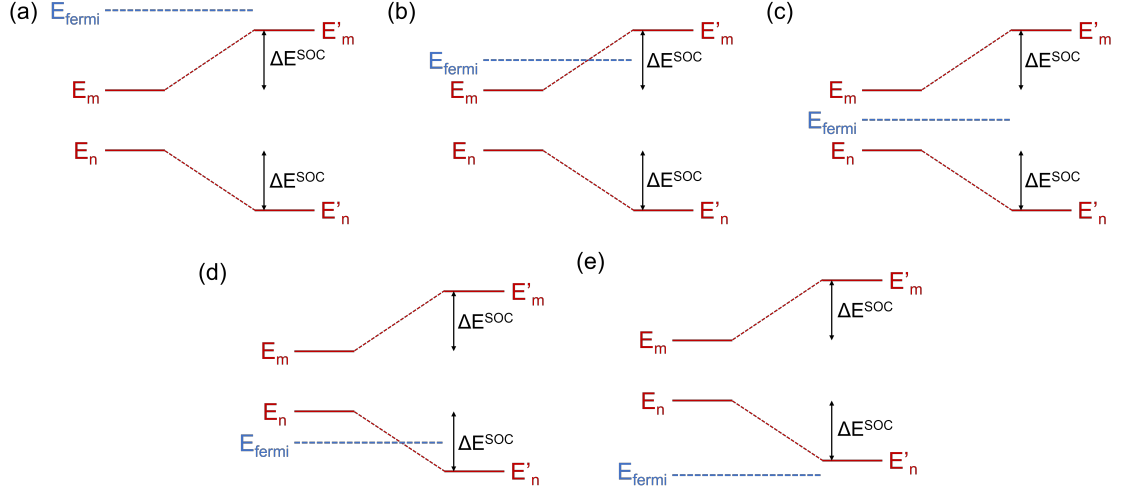 (a)
E_fermi
E'_m
ΔE^SOC
E_m
E_n
ΔE^SOC
E'_n
(b)
E_fermi
E'_m
ΔE^SOC
E_m
E_n
ΔE^SOC
E'_n
(c)
E'_m
ΔE^SOC
E_m
E_fermi
E_n
ΔE^SOC
E'_n
(d)
E'_m
ΔE^SOC
E_m
E_n
E_fermi
ΔE^SOC
E'_n
(e)
E'_m
ΔE^SOC
E_m
E_n
ΔE^SOC
E'_n
E_fermi